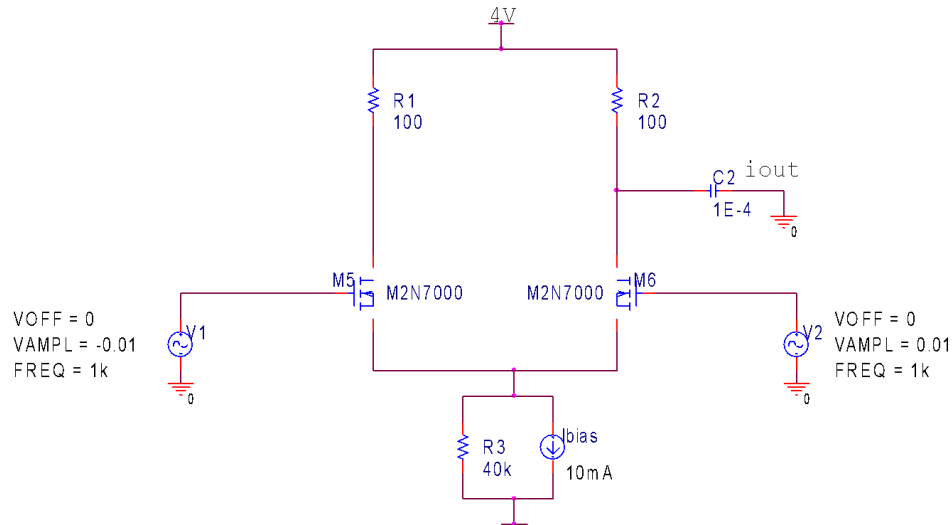 4V
R1
100
R2
100
C2 iout
1E-4
0
M5
M2N7000
M6
M2N7000
VOFF = 0
VAMPL = -0.01
FREQ = 1k
V1
0
V2
0
VOFF = 0
VAMPL = 0.01
FREQ = 1k
R3
40k
Ibias
10mA